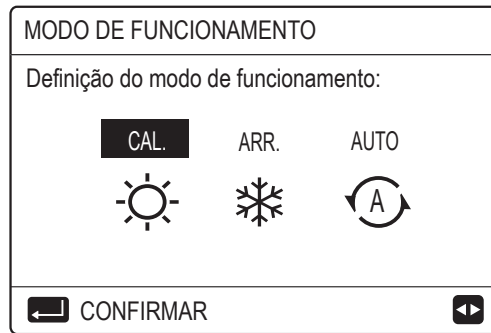 MODO DE FUNCIONAMENTO
Definição do modo de funcionamento:
CAL. ARR. AUTO
A
CONFIRMAR